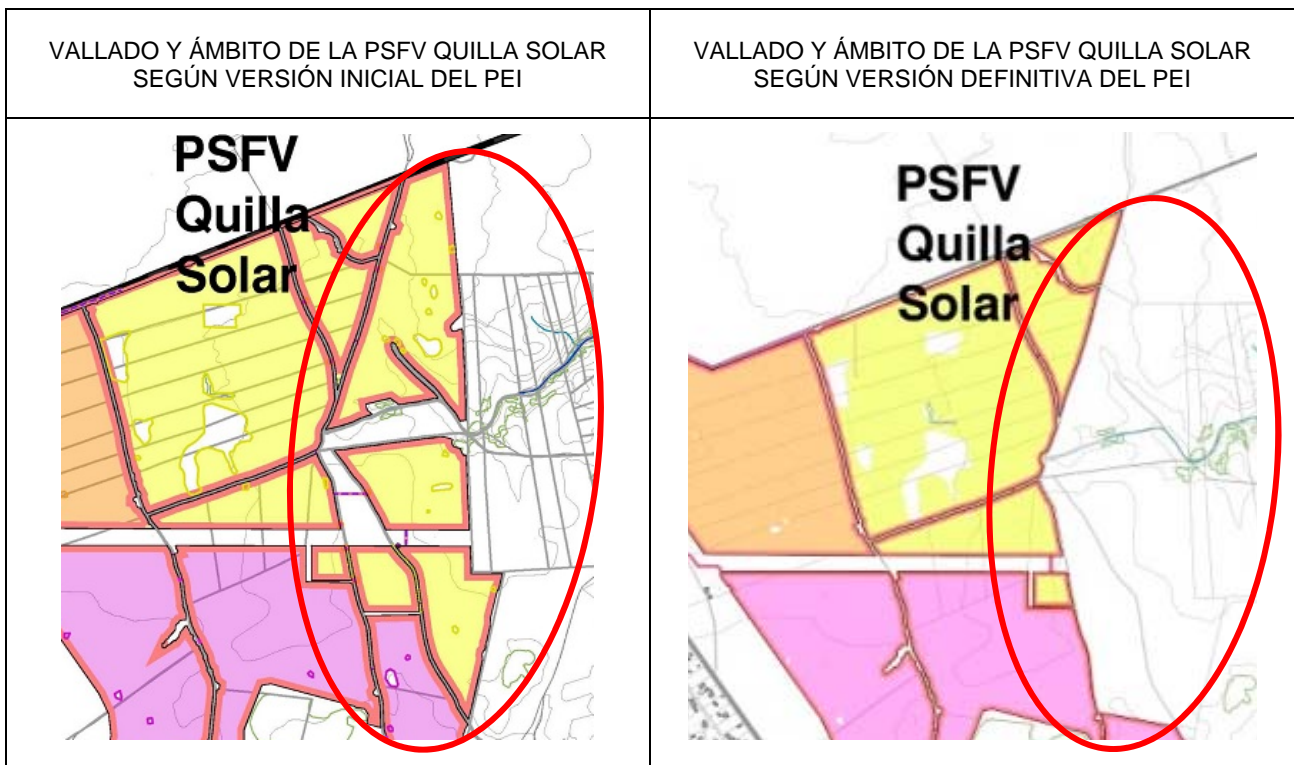 VALLADO Y ÁMBITO DE LA PSFV QUILLA SOLAR
SEGÚN VERSIÓN INICIAL DEL PEI
VALLADO Y ÁMBITO DE LA PSFV QUILLA SOLAR
SEGÚN VERSIÓN DEFINITIVA DEL PEI
PSFV
Quilla
Solar
PSFV
Quilla
Solar